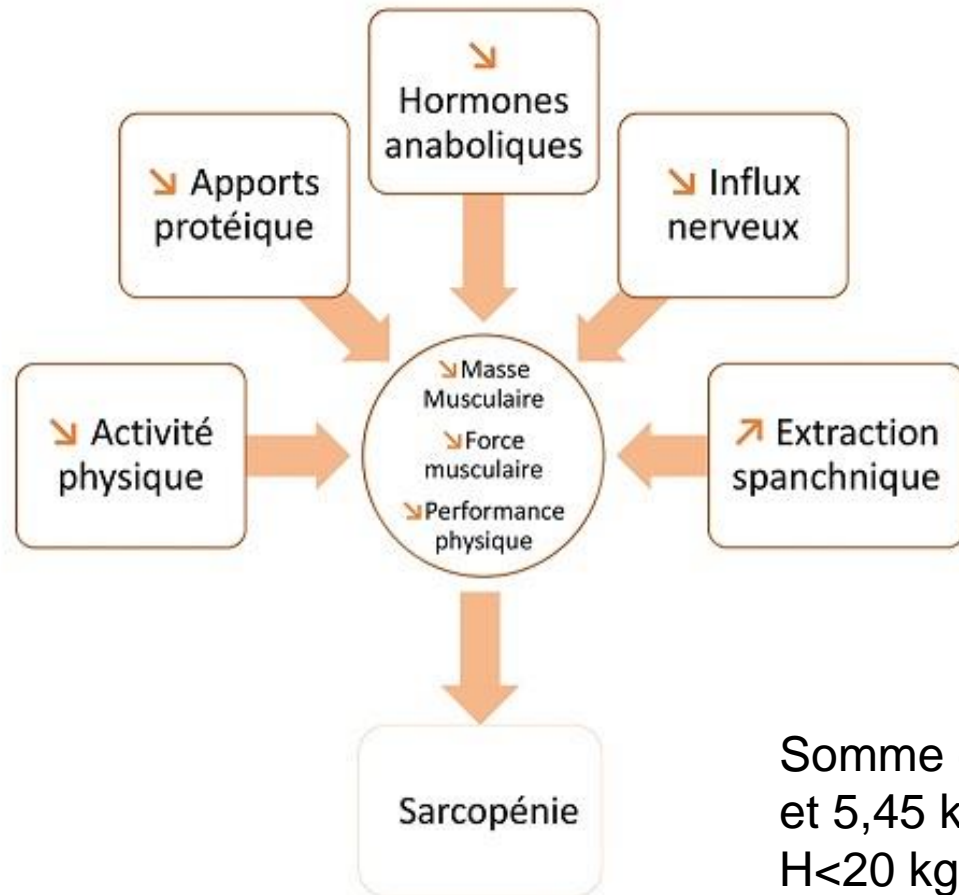 ↘
Hormones
anaboliques
↘ Apports
protéique
↘ Influx
nerveux
↘ Activité
physique
↘Masse
Musculaire
↘Force
musculaire
↘Performance
physique
↗ Extraction
spanchnique
Sarcopénie
Somme
et 5,45 k
H<20 kg